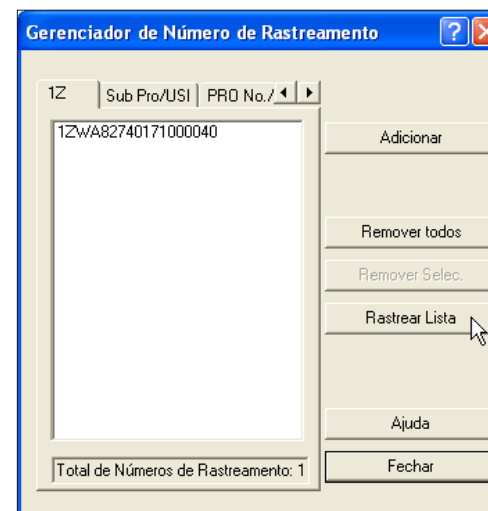 Gerenciador de Número de Rastreamento
1Z
Sub Pro/USI
PRO No./
1ZWA82740171000040
Adicionar
Remover todos
Remover Selec.
Rastrear Lista
Ajuda
Total de Números de Rastreamento: 1
Fechar